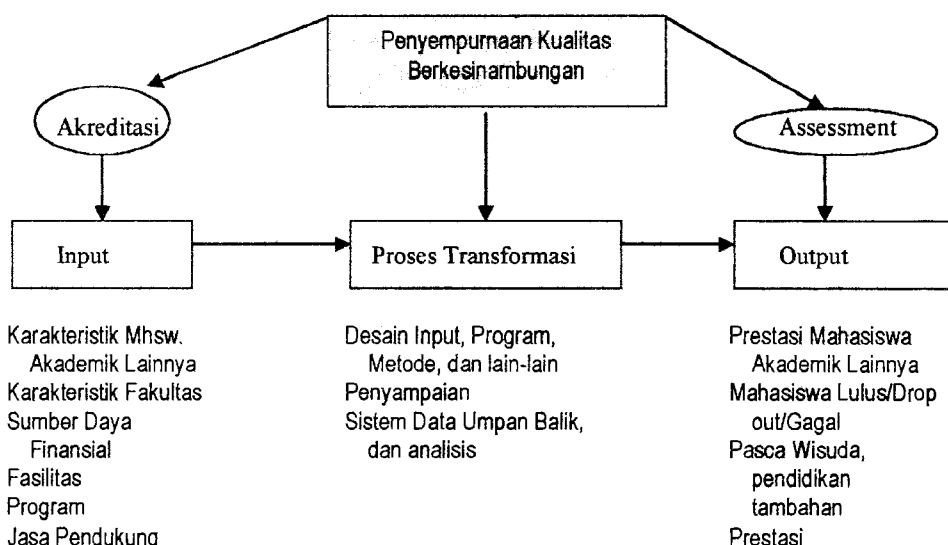 Penyempurnaan Kualitas
Berkesinambungan
Akreditasi
Assessment
Input
Proses Transformasi
Output
Karakteristik Mhsw.
Akademik Lainnya
Karakteristik Fakultas
Sumber Daya
Finansial
Fasilitas
Program
Jasa Pendukung
Desain Input, Program,
Metode, dan lain-lain
Penyampaian
Sistem Data Umpan Balik,
dan analisis
Prestasi Mahasiswa
Akademik Lainnya
Mahasiswa Lulus/Drop
out/Gagal
Pasca Wisuda,
pendidikan
tambahan
Prestasi